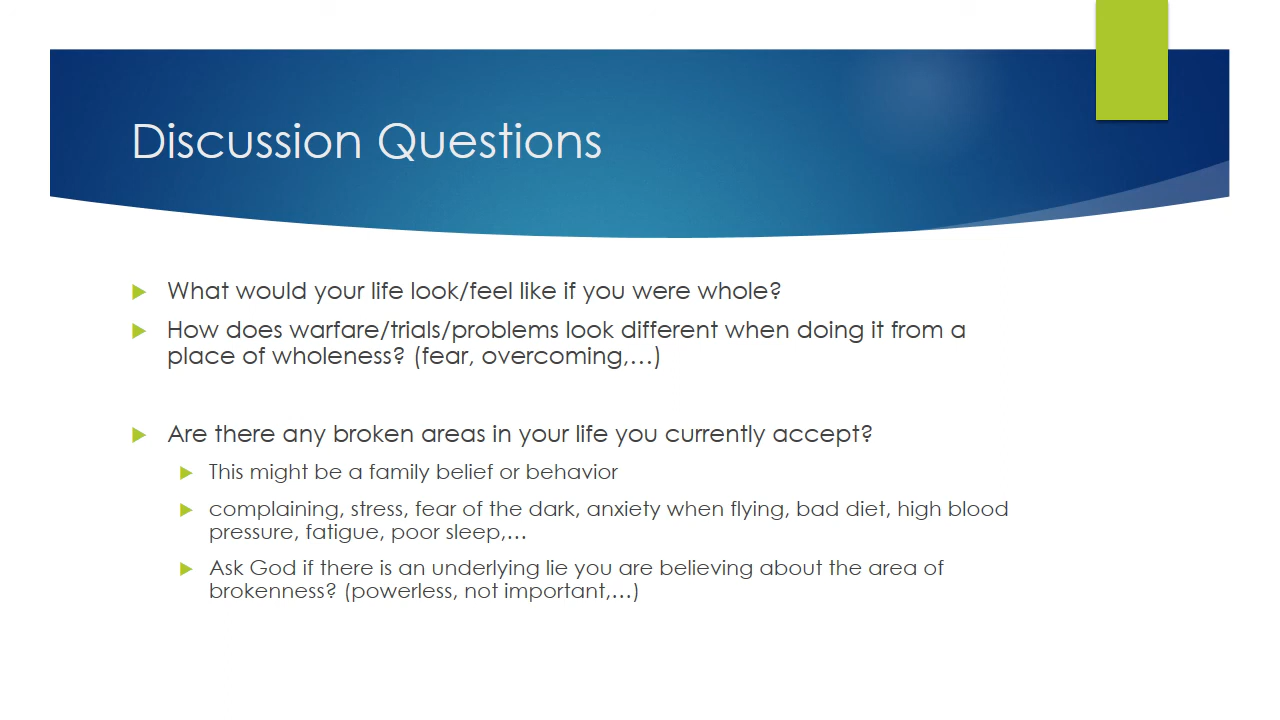 Discussion Questions
What would your life look/feel like if you were whole?
How does warfare/trials/problems look different when doing it from a
place of wholeness? (fear, overcoming,…)
Are there any broken areas in your life you currently accept?
This might be a family belief or behavior
complaining, stress, fear of the dark, anxiety when flying, bad diet, high blood
pressure, fatigue, poor sleep,…
Ask God if there is an underlying lie you are believing about the area of
brokenness? (powerless, not important,…)